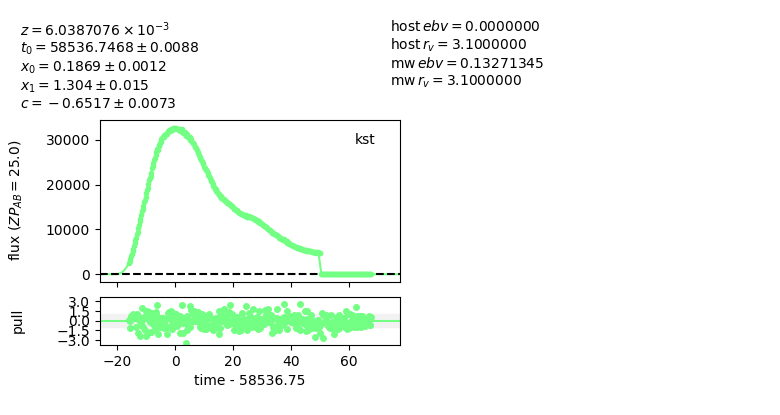 z = 6.0387076 × 10⁻³
t₀ = 58536.7468 ± 0.0088
x₀ = 0.1869 ± 0.0012
x₁ = 1.304 ± 0.015
c = −0.6517 ± 0.0073
host ebv = 0.0000000
host r_v = 3.1000000
mw ebv = 0.13271345
mw r_v = 3.1000000
flux (ZP_AB = 25.0)
30000
20000
10000
0
kst
pull
3.0
1.5
0.0
−1.5
−3.0
−20 0 20 40 60
time - 58536.75